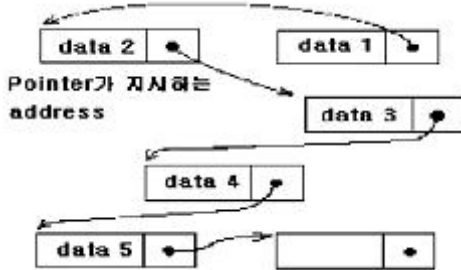 data 2
data 1
Pointer가 지시하는
address
data 3
data 4
data 5